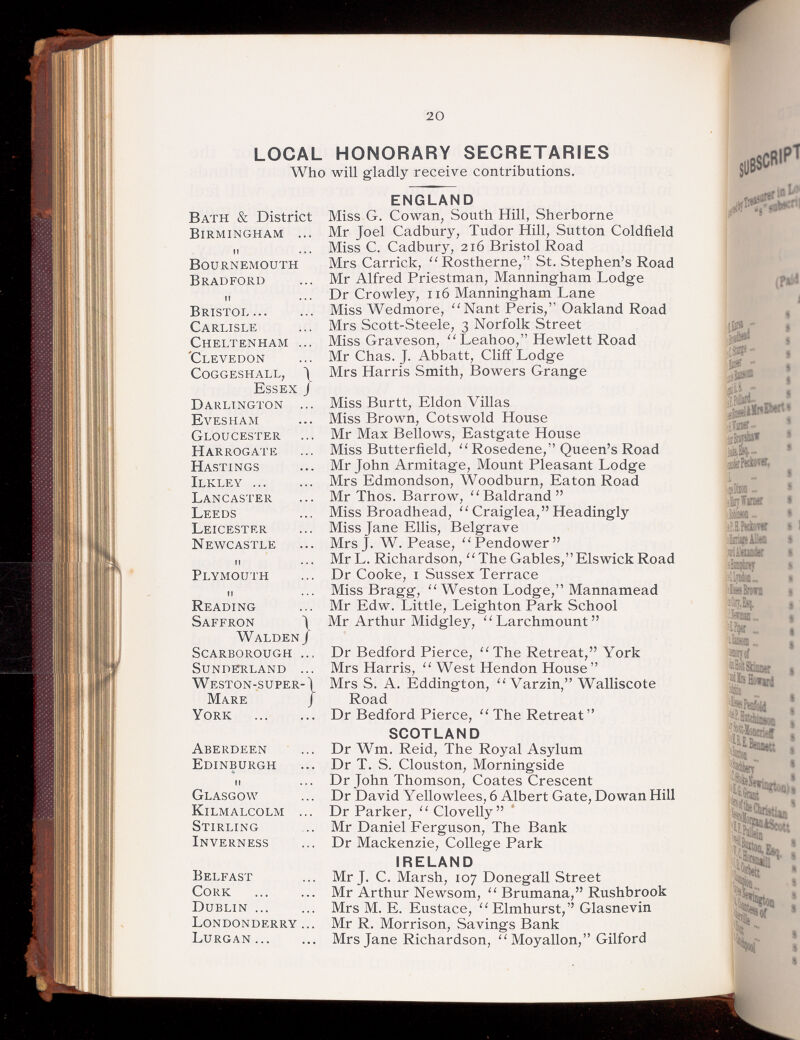 20
LOCAL HONORARY SECRETARIES
Who will gladly receive contributions.
ENGLAND
BATH & District Miss G. Cowan, South Hill, Sherborne
BIRMINGHAM ... Mr Joel Cadbury, Tudor Hill, Sutton Coldfield
" ... Miss C. Cadbury, 216 Bristol Road
BOURNEMOUTH Mrs Carrick, “Rostherne,” St. Stephen's Road
BRADFORD ... Mr Alfred Priestman, Manningham Lodge
" ... Dr Crowley, 116 Manningham Lane
BRISTOL ... ... Miss Wedmore, “Nant Peris,” Oakland Road
CARLISLE ... Mrs Scott-Steele, 3 Norfolk Street
CHELTENHAM ... Miss Graveson, “Leahoo,” Hewlett Road
CLEVEDON ... Mr Chas. J. Abbatt, Cliff Lodge
COGGESHALL, } Mrs Harris Smith, Bowers Grange
ESSEX
DARLINGTON ... Miss Burtt, Eldon Villas
EVESHAM ... Miss Brown, Cotswold House
GLOUCESTER ... Mr Max Bellows, Eastgate House
HARROGATE ... Miss Butterfield, “Rosedene,” Queen's Road
HASTINGS ... Mr John Armitage, Mount Pleasant Lodge
ILKLEY ... ... Mrs Edmondson, Woodburn, Eaton Road
LANCASTER ... Mr Thos. Barrow, “Baldrand”
LEEDS ... Miss Broadhead, “Craiglea,” Headingly
LEICESTER ... Miss Jane Ellis, Belgrave
NEWCASTLE ... Mrs J. W. Pease, “Pendower”
" ... Mr L. Richardson, “The Gables,” Elswick Road
PLYMOUTH ... Dr Cooke, 1 Sussex Terrace
" ... Miss Bragg, “Weston Lodge,” Mannamead
READING ... Mr Edw. Little, Leighton Park School
SAFFRON } Mr Arthur Midgley, “Larchmount”
WALDEN
SCARBOROUGH ... Dr Bedford Pierce, “The Retreat,” York
SUNDERLAND ... Mrs Harris, “West Hendon House”
WESTON-SUPER- } Mrs S. A. Eddington, “Varzin,” Walliscote
MARE Road
YORK ... ... Dr Bedford Pierce, “The Retreat”
SCOTLAND
ABERDEEN ... Dr Wm. Reid, The Royal Asylum
EDINBURGH ... Dr T. S. Clouston, Morningside
" ... Dr John Thomson, Coates Crescent
GLASGOW ... Dr David Yellowlees, 6 Albert Gate, Dowan Hill
KILMALCOLM ... Dr Parker, “Clovelly”
STIRLING .. Mr Daniel Ferguson, The Bank
INVERNESS ... Dr Mackenzie, College Park
IRELAND
BELFAST ... Mr J. C. Marsh, 107 Donegall Street
CORK ... ... Mr Arthur Newsom, “Brumana,” Rushbrook
DUBLIN ... ... Mrs M. E. Eustace, “Elmhurst,” Glasnevin
LONDONDERRY ... Mr R. Morrison, Savings Bank
LURGAN ... ... Mrs Jane Richardson, “Moyallon,” Gilford